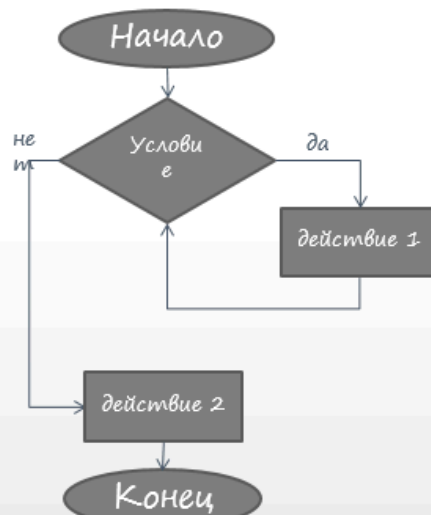 Начало
Услови
е
не
т
да
действие 1
действие 2
Конец